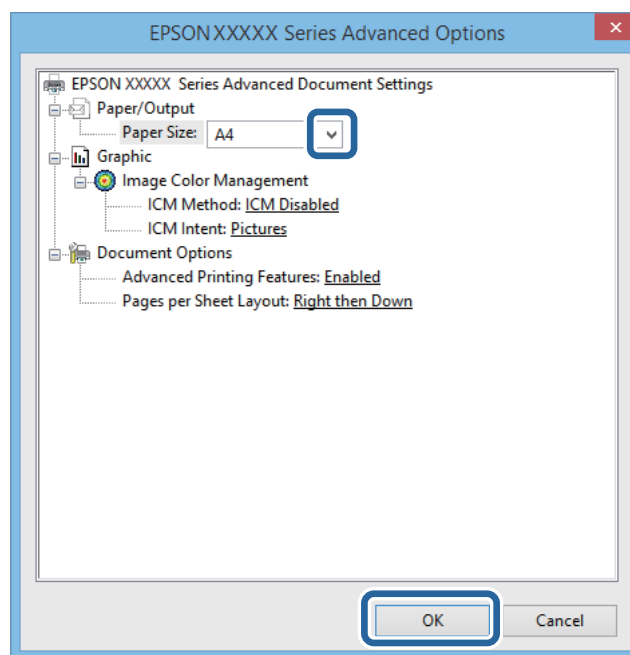 EPSON XXXXX Series Advanced Options
EPSON XXXXX Series Advanced Document Settings
Paper/Output
Paper Size: A4
Graphic
Image Color Management
ICM Method: ICM Disabled
ICM Intent: Pictures
Document Options
Advanced Printing Features: Enabled
Pages per Sheet Layout: Right then Down
OK Cancel